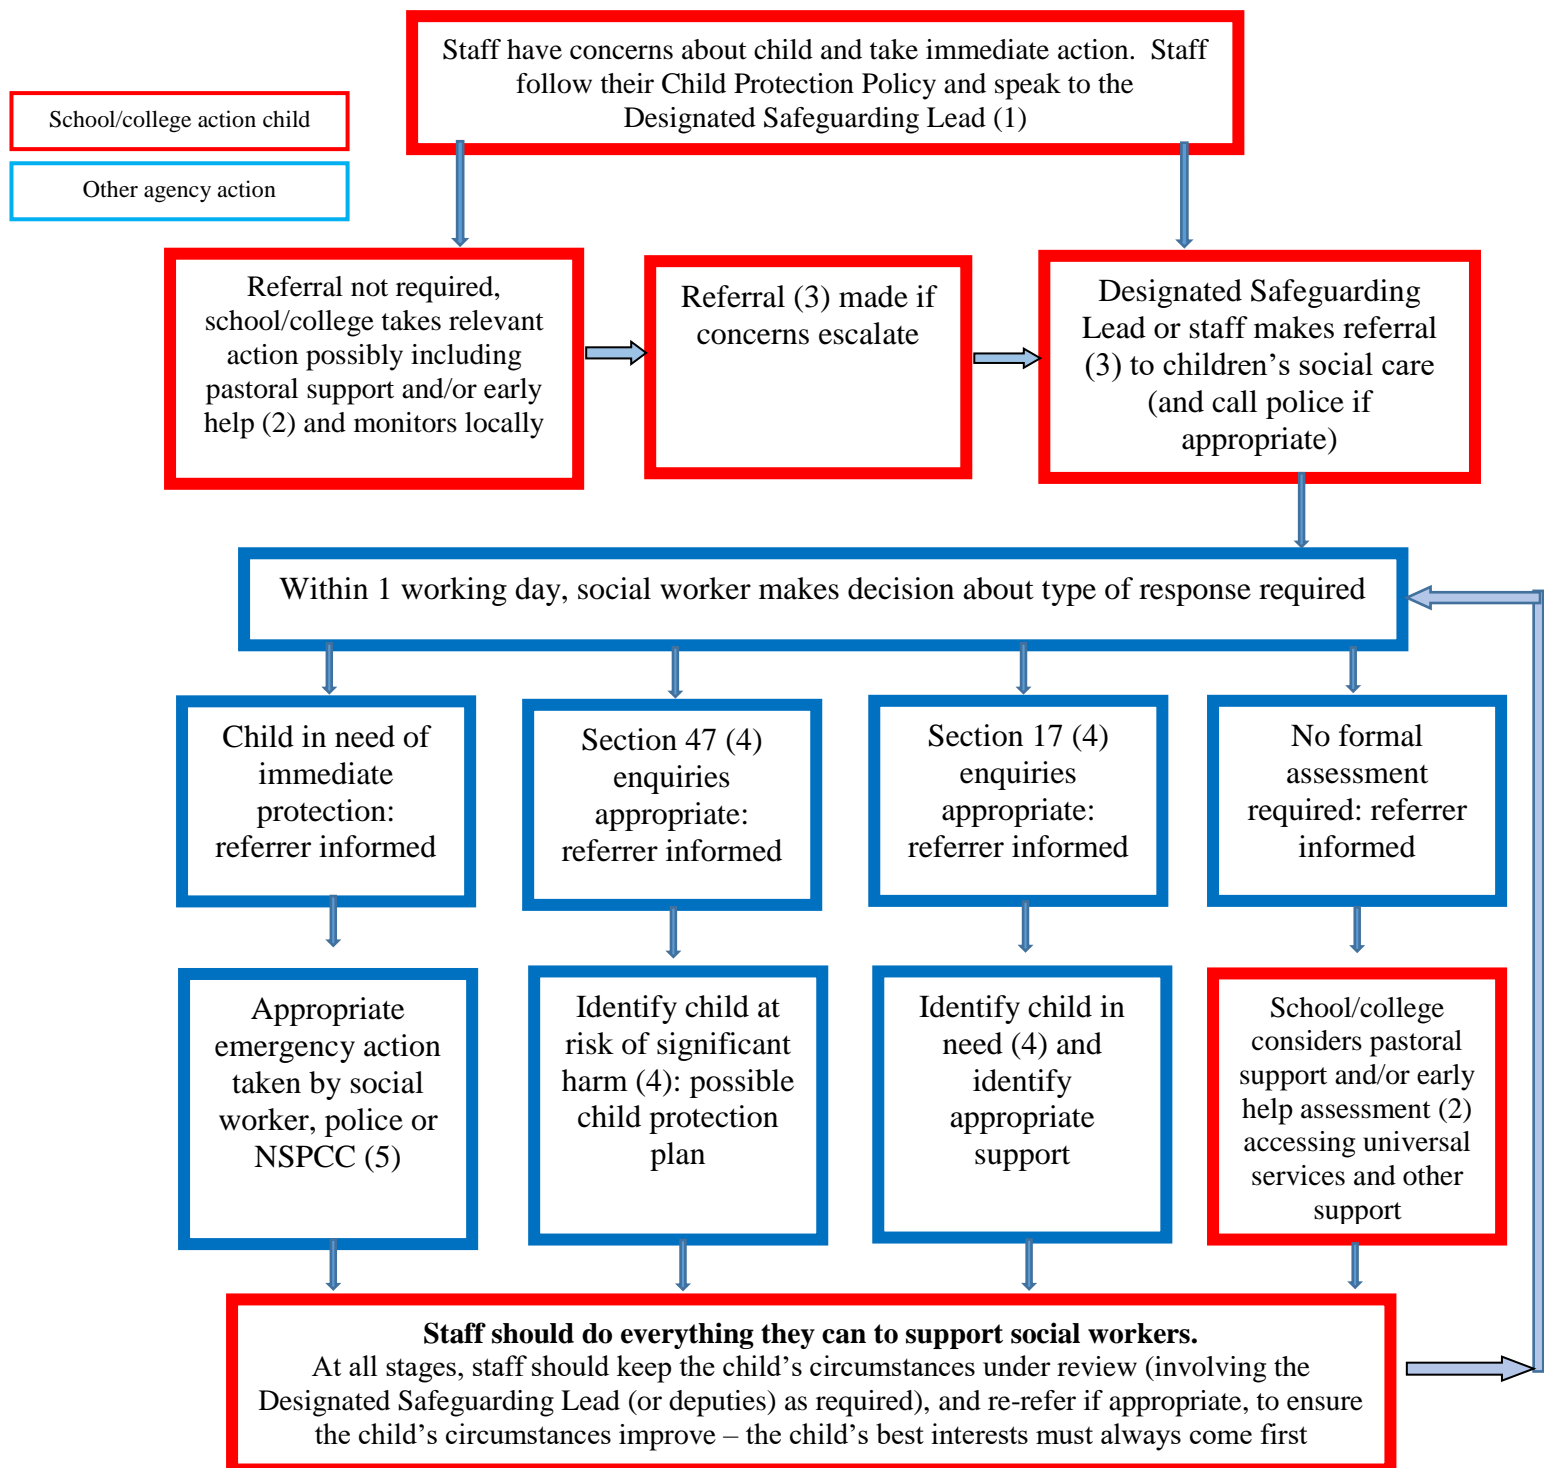 Staff have concerns about child and take immediate action.  Staff
follow their Child Protection Policy and speak to the
Designated Safeguarding Lead (1)
School/college action child
Other agency action
Referral not required,
school/college takes relevant
action possibly including
pastoral support and/or early
help (2) and monitors locally
Referral (3) made if
concerns escalate
Designated Safeguarding
Lead or staff makes referral
(3) to children’s social care
(and call police if
appropriate)
Within 1 working day, social worker makes decision about type of response required
Child in need of
immediate
protection:
referrer informed
Section 47 (4)
enquiries
appropriate:
referrer informed
Section 17 (4)
enquiries
appropriate:
referrer informed
No formal
assessment
required: referrer
informed
Appropriate
emergency action
taken by social
worker, police or
NSPCC (5)
Identify child at
risk of significant
harm (4): possible
child protection
plan
Identify child in
need (4) and
identify
appropriate
support
School/college
considers pastoral
support and/or early
help assessment (2)
accessing universal
services and other
support
Staff should do everything they can to support social workers.
At all stages, staff should keep the child’s circumstances under review (involving the
Designated Safeguarding Lead (or deputies) as required), and re-refer if appropriate, to ensure
the child’s circumstances improve – the child’s best interests must always come first